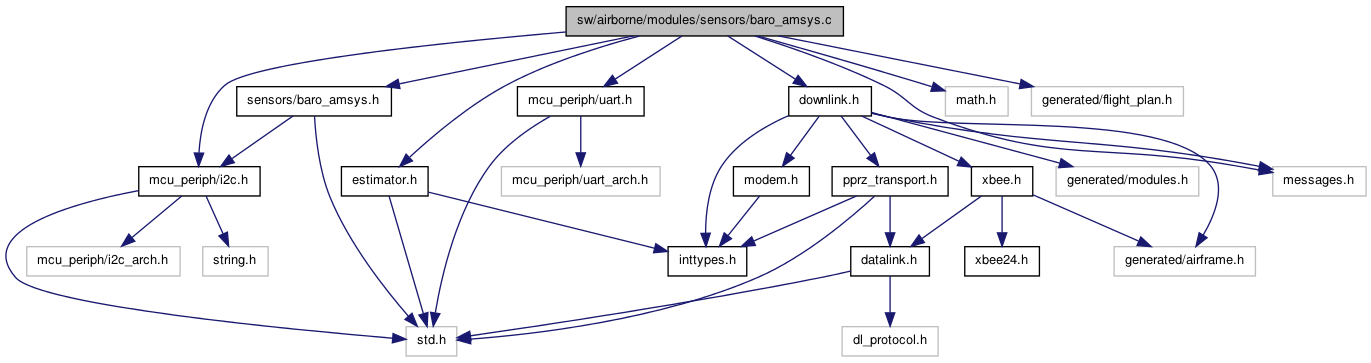 sw/airborne/modules/sensors/baro_amsys.c
sensors/baro_amsys.h
mcu_periph/uart.h
downlink.h
math.h
generated/flight_plan.h
mcu_periph/i2c.h
estimator.h
mcu_periph/uart_arch.h
modem.h
pprz_transport.h
xbee.h
generated/modules.h
messages.h
mcu_periph/i2c_arch.h
string.h
inttypes.h
datalink.h
xbee24.h
generated/airframe.h
std.h
dl_protocol.h